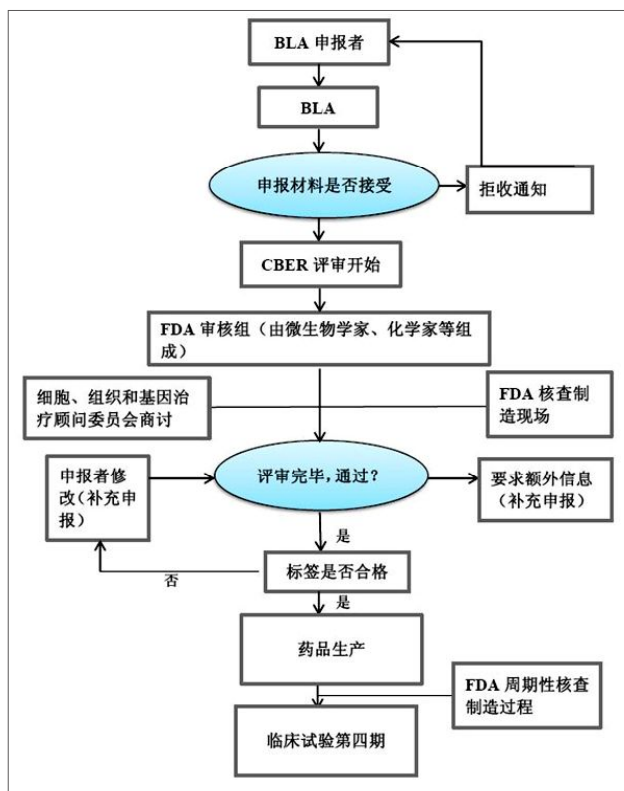 BLA 申报者
BLA
申报材料是否接受
拒收通知
CBER 评审开始
FDA 审核组（由微生物学家、化学家等组
成）
细胞、组织和基因治
疗顾问委员会商讨
FDA 核查制
造现场
申报者修
改（补充申
报）
评审完毕，通过？
要求额外信息
（补充申报）
是
标签是否合格
否
是
药品生产
FDA 周期性核查
制造过程
临床试验第四期